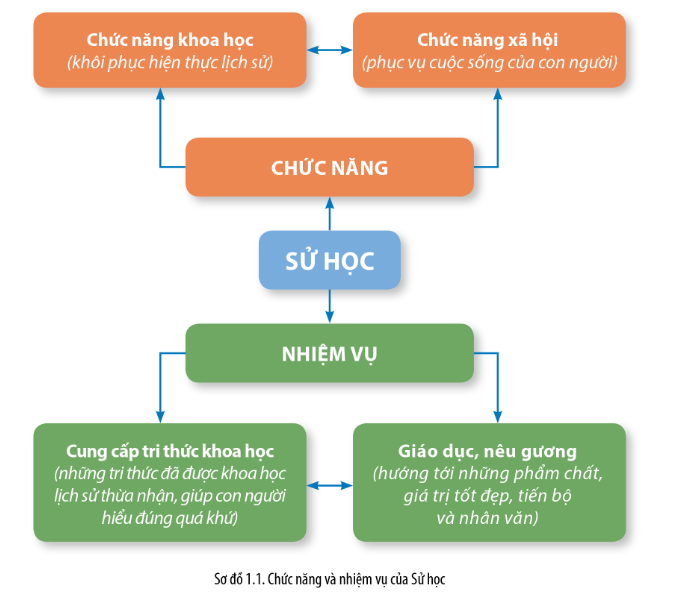 Chức năng khoa học
(khôi phục hiện thực lịch sử)
Chức năng xã hội
(phục vụ cuộc sống của con người)
CHỨC NĂNG
SỬ HỌC
NHIỆM VỤ
Cung cấp tri thức khoa học
(những tri thức đã được khoa học
lịch sử thừa nhận, giúp con người
hiểu đúng quá khứ)
Giáo dục, nêu gương
(hướng tới những phẩm chất,
giá trị tốt đẹp, tiến bộ
và nhân văn)
Sơ đồ 1.1. Chức năng và nhiệm vụ của Sử học